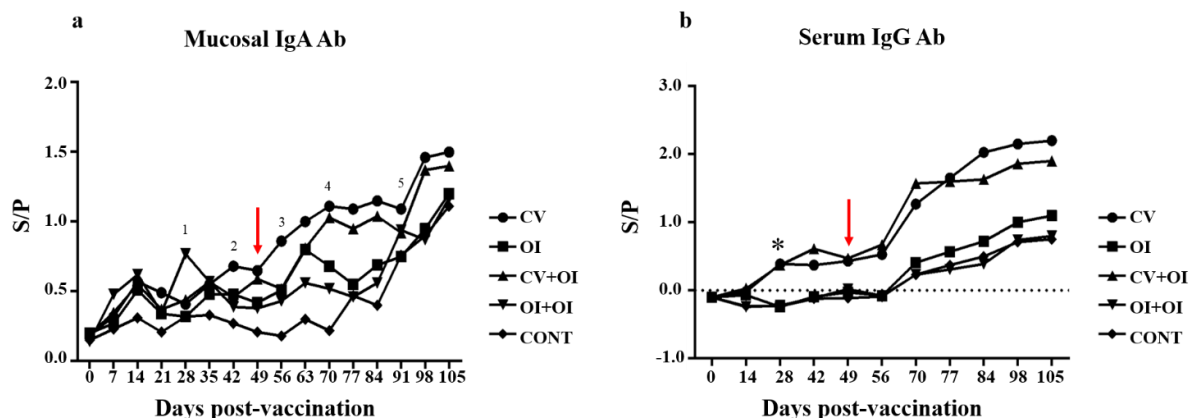 a
Mucosal IgA Ab
S/P
1.5
1.0
0.5
0.0
1
2
3
4
5
0 7 14 21 28 35 42 49 56 63 70 77 84 91 98 105
Days post-vaccination
CV
OI
CV+OI
OI+OI
CONT
b
Serum IgG Ab
S/P
3.0
2.0
1.0
0.0
-1.0
*
0 14 28 42 49 56 70 77 84 98 105
Days post-vaccination
CV
OI
CV+OI
OI+OI
CONT